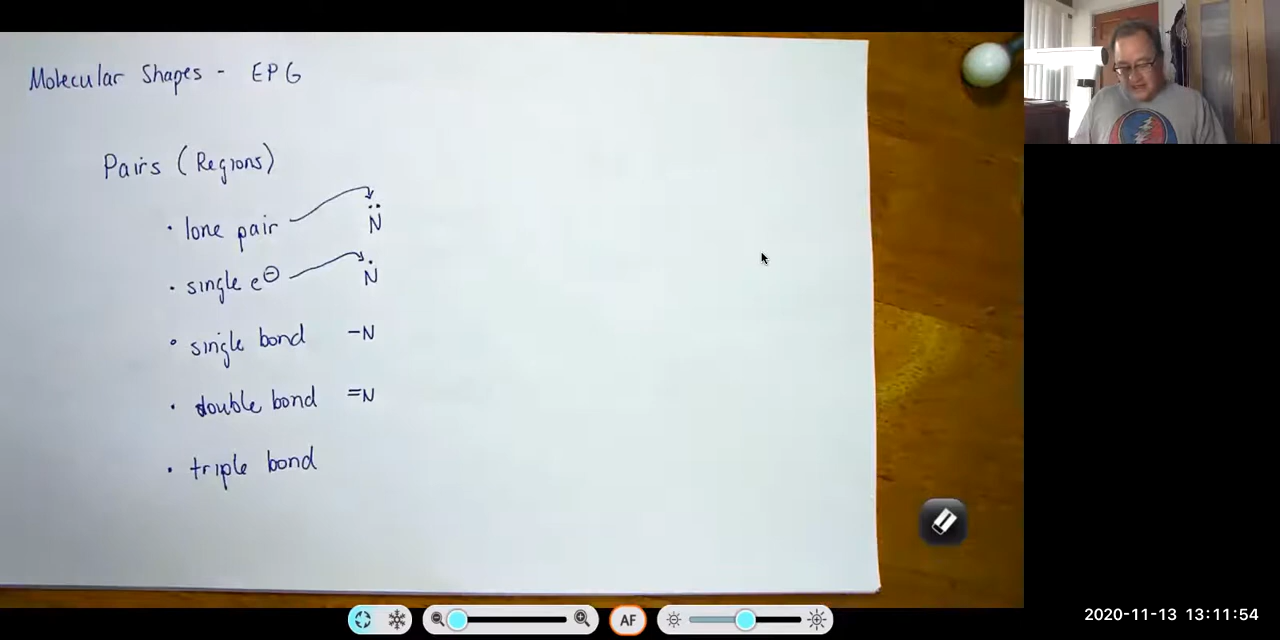 Molecular Shapes - EPG
Pairs (Regions)
• lone pair N̈
• single e⊖ Ṅ
• single bond -N
• double bond =N
• triple bond
AF
2020-11-13 13:11:54